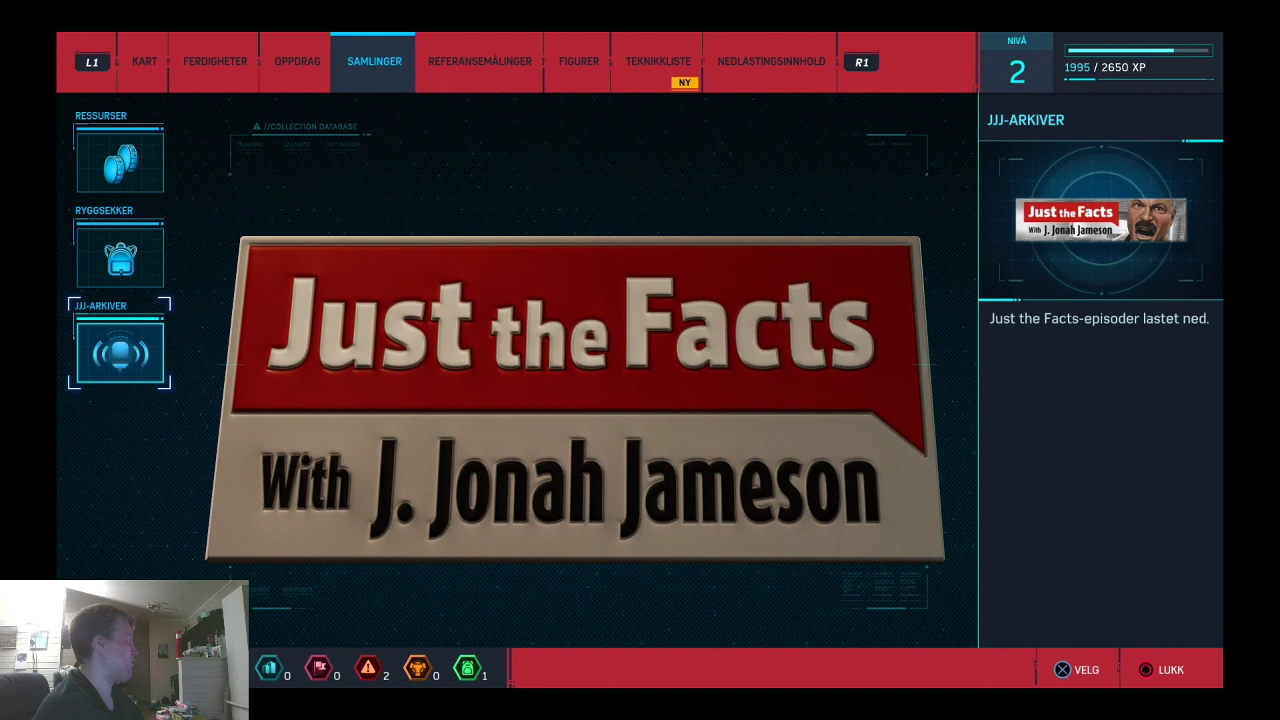 L1
KART
FERDIGHETER
OPPDRAG
SAMLINGER
REFERANSEMÅLINGER
FIGURER
TEKNIKKLISTE
NY
NEDLASTINGSINNHOLD
R1
NIVÅ
2
1995 / 2650 XP
RESSURSER
RYGGSEKKER
JJJ-ARKIVER
//COLLECTION DATABASE
Just the Facts
With J. Jonah Jameson
JJJ-ARKIVER
Just the Facts
With J. Jonah Jameson
Just the Facts-episoder lastet ned.
0
0
2
0
1
VELG
LUKK